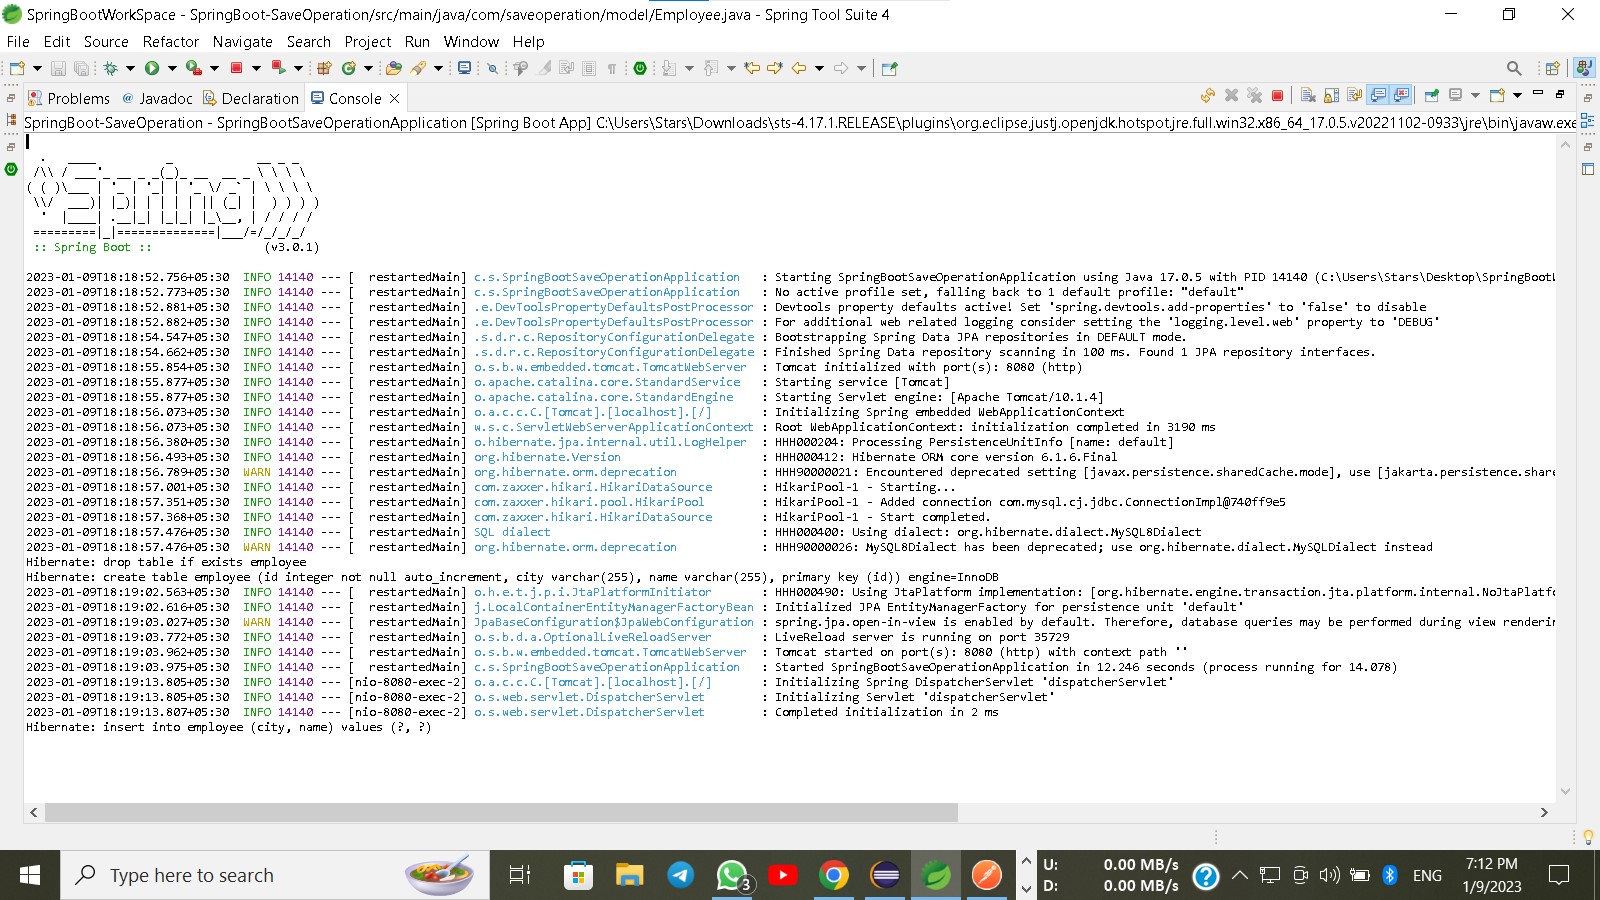 SpringBootWorkSpace - SpringBoot-SaveOperation/src/main/java/com/saveoperation/model/Employee.java - Spring Tool Suite 4
File Edit Source Refactor Navigate Search Project Run Window Help
Problems @ Javadoc Declaration Console
SpringBoot-SaveOperation - SpringBootSaveOperationApplication [Spring Boot App] C:\Users\Stars\Downloads\sts-4.17.1.RELEASE\plugins\org.eclipse.justj.openjdk.hotspot.jre.full.win32.x86_64_17.0.5.v20221102-0933\jre\bin\javaw.exe
:: Spring Boot :: (v3.0.1)
2023-01-09T18:18:52.756+05:30 INFO 14140 --- [ restartedMain] c.s.SpringBootSaveOperationApplication : Starting SpringBootSaveOperationApplication using Java 17.0.5 with PID 14140 (C:\Users\Stars\Desktop\SpringBootW
2023-01-09T18:18:52.773+05:30 INFO 14140 --- [ restartedMain] c.s.SpringBootSaveOperationApplication : No active profile set, falling back to 1 default profile: "default"
2023-01-09T18:18:52.881+05:30 INFO 14140 --- [ restartedMain] .e.DevToolsPropertyDefaultsPostProcessor : Devtools property defaults active! Set 'spring.devtools.add-properties' to 'false' to disable
2023-01-09T18:18:52.882+05:30 INFO 14140 --- [ restartedMain] .e.DevToolsPropertyDefaultsPostProcessor : For additional web related logging consider setting the 'logging.level.web' property to 'DEBUG'
2023-01-09T18:18:54.547+05:30 INFO 14140 --- [ restartedMain] .s.d.r.c.RepositoryConfigurationDelegate : Bootstrapping Spring Data JPA repositories in DEFAULT mode.
2023-01-09T18:18:54.662+05:30 INFO 14140 --- [ restartedMain] .s.d.r.c.RepositoryConfigurationDelegate : Finished Spring Data repository scanning in 100 ms. Found 1 JPA repository interfaces.
2023-01-09T18:18:55.854+05:30 INFO 14140 --- [ restartedMain] o.s.b.w.embedded.tomcat.TomcatWebServer : Tomcat initialized with port(s): 8080 (http)
2023-01-09T18:18:55.877+05:30 INFO 14140 --- [ restartedMain] o.apache.catalina.core.StandardService : Starting service [Tomcat]
2023-01-09T18:18:55.877+05:30 INFO 14140 --- [ restartedMain] o.apache.catalina.core.StandardEngine : Starting Servlet engine: [Apache Tomcat/10.1.4]
2023-01-09T18:18:56.073+05:30 INFO 14140 --- [ restartedMain] o.a.c.c.C.[Tomcat].[localhost].[/] : Initializing Spring embedded WebApplicationContext
2023-01-09T18:18:56.073+05:30 INFO 14140 --- [ restartedMain] w.s.c.ServletWebServerApplicationContext : Root WebApplicationContext: initialization completed in 3190 ms
2023-01-09T18:18:56.380+05:30 INFO 14140 --- [ restartedMain] o.hibernate.jpa.internal.util.LogHelper : HHH000204: Processing PersistenceUnitInfo [name: default]
2023-01-09T18:18:56.493+05:30 INFO 14140 --- [ restartedMain] org.hibernate.Version : HHH000412: Hibernate ORM core version 6.1.6.Final
2023-01-09T18:18:56.789+05:30 WARN 14140 --- [ restartedMain] org.hibernate.orm.deprecation : HHH90000021: Encountered deprecated setting [javax.persistence.sharedCache.mode], use [jakarta.persistence.share
2023-01-09T18:18:57.001+05:30 INFO 14140 --- [ restartedMain] com.zaxxer.hikari.HikariDataSource : HikariPool-1 - Starting...
2023-01-09T18:18:57.351+05:30 INFO 14140 --- [ restartedMain] com.zaxxer.hikari.pool.HikariPool : HikariPool-1 - Added connection com.mysql.cj.jdbc.ConnectionImpl@740ff9e5
2023-01-09T18:18:57.368+05:30 INFO 14140 --- [ restartedMain] com.zaxxer.hikari.HikariDataSource : HikariPool-1 - Start completed.
2023-01-09T18:18:57.476+05:30 INFO 14140 --- [ restartedMain] SQL dialect : HHH000400: Using dialect: org.hibernate.dialect.MySQL8Dialect
2023-01-09T18:18:57.476+05:30 WARN 14140 --- [ restartedMain] org.hibernate.orm.deprecation : HHH90000026: MySQL8Dialect has been deprecated; use org.hibernate.dialect.MySQLDialect instead
Hibernate: drop table if exists employee
Hibernate: create table employee (id integer not null auto_increment, city varchar(255), name varchar(255), primary key (id)) engine=InnoDB
2023-01-09T18:19:02.563+05:30 INFO 14140 --- [ restartedMain] o.h.e.t.j.p.i.JtaPlatformInitiator : HHH000490: Using JtaPlatform implementation: [org.hibernate.engine.transaction.jta.platform.internal.NoJtaPlatfo
2023-01-09T18:19:02.616+05:30 INFO 14140 --- [ restartedMain] j.LocalContainerEntityManagerFactoryBean : Initialized JPA EntityManagerFactory for persistence unit 'default'
2023-01-09T18:19:03.027+05:30 WARN 14140 --- [ restartedMain] JpaBaseConfiguration$JpaWebConfiguration : spring.jpa.open-in-view is enabled by default. Therefore, database queries may be performed during view renderin
2023-01-09T18:19:03.772+05:30 INFO 14140 --- [ restartedMain] o.s.b.d.a.OptionalLiveReloadServer : LiveReload server is running on port 35729
2023-01-09T18:19:03.962+05:30 INFO 14140 --- [ restartedMain] o.s.b.w.embedded.tomcat.TomcatWebServer : Tomcat started on port(s): 8080 (http) with context path ''
2023-01-09T18:19:03.975+05:30 INFO 14140 --- [ restartedMain] c.s.SpringBootSaveOperationApplication : Started SpringBootSaveOperationApplication in 12.246 seconds (process running for 14.078)
2023-01-09T18:19:13.805+05:30 INFO 14140 --- [nio-8080-exec-2] o.a.c.c.C.[Tomcat].[localhost].[/] : Initializing Spring DispatcherServlet 'dispatcherServlet'
2023-01-09T18:19:13.805+05:30 INFO 14140 --- [nio-8080-exec-2] o.s.web.servlet.DispatcherServlet : Initializing Servlet 'dispatcherServlet'
2023-01-09T18:19:13.807+05:30 INFO 14140 --- [nio-8080-exec-2] o.s.web.servlet.DispatcherServlet : Completed initialization in 2 ms
Hibernate: insert into employee (city, name) values (?, ?)
Type here to search
3
U: 0.00 MB/s
D: 0.00 MB/s
ENG
7:12 PM
1/9/2023